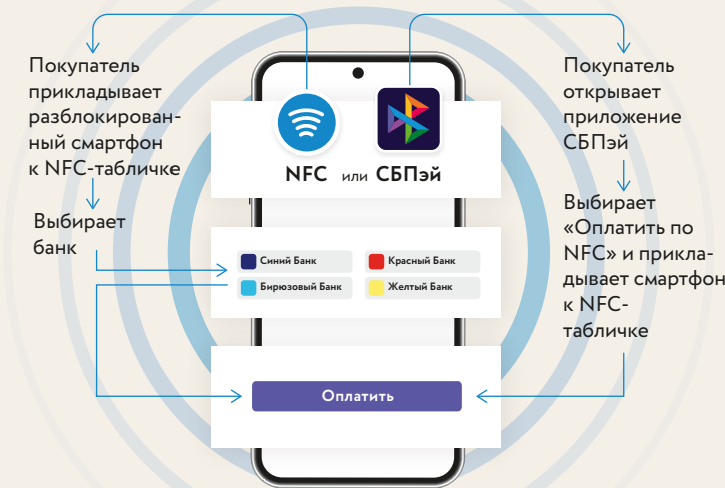 Покупатель
прикладывает
разблокирован-
ный смартфон
к NFC-табличке
Выбирает
банк
NFC или СБПэй
Синий Банк
Красный Банк
Бирюзовый Банк
Желтый Банк
Оплатить
Покупатель
открывает
приложение
СБПэй
Выбирает
«Оплатить по
NFC» и прикла-
дывает смартфон
к NFC-
табличке